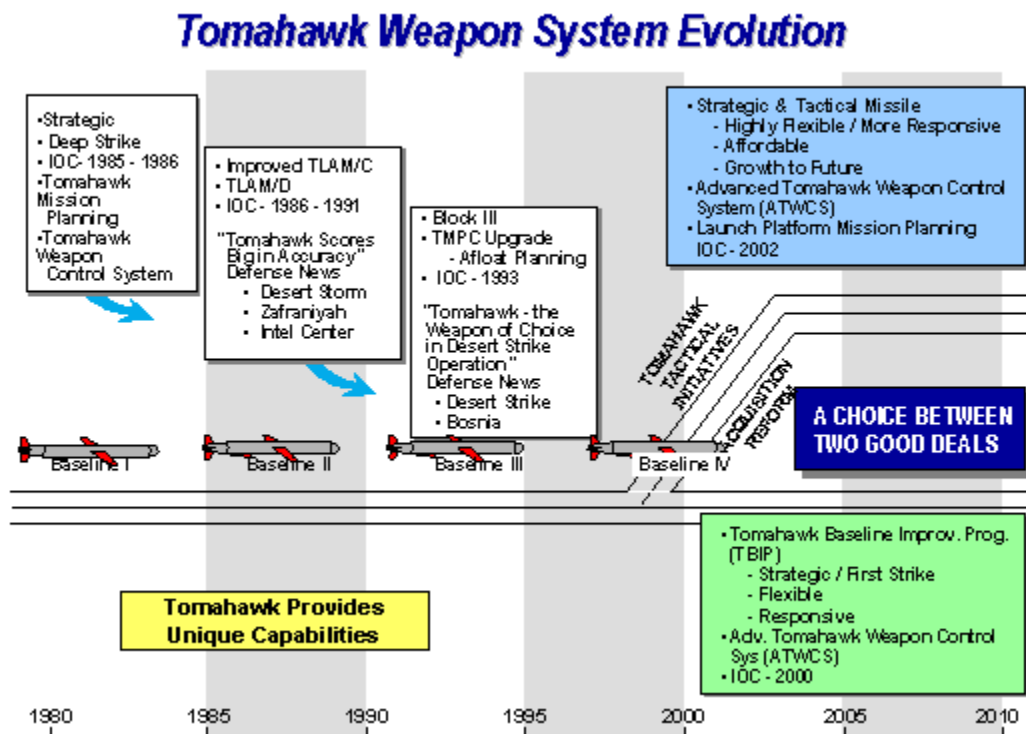 Tomahawk Weapon System Evolution
•Strategic
• Deep Strike
• IOC- 1985 - 1986
•Tomahawk
Mission
Planning
•Tomahawk
Weapon
Control System
• Improved TLAM/C
• TLAM/D
• IOC - 1986 - 1991
"Tomahawk Scores
Big in Accuracy"
Defense News
• Desert Storm
• Zafraniyah
• Intel Center
• Block III
• TMPC Upgrade
- Afloat Planning
• IOC - 1993
"Tomahawk - the
Weapon of Choice
in Desert Strike
Operation"
Defense News
• Desert Strike
• Bosnia
• Strategic & Tactical Missile
- Highly Flexible / More Responsive
- Affordable
- Growth to Future
• Advanced Tomahawk Weapon Control
System (ATWCS)
• Launch Platform Mission Planning
IOC - 2002
TOMAHAWK
TACTICAL
INITIATIVES
ACQUISITION
REFORM
A CHOICE BETWEEN
TWO GOOD DEALS
Baseline I
Baseline II
Baseline III
Baseline IV
• Tomahawk Baseline Improv. Prog.
(TBIP)
- Strategic / First Strike
- Flexible
- Responsive
• Adv. Tomahawk Weapon Control
Sys (ATWCS)
• IOC - 2000
Tomahawk Provides
Unique Capabilities
1980 1985 1990 1995 2000 2005 2010